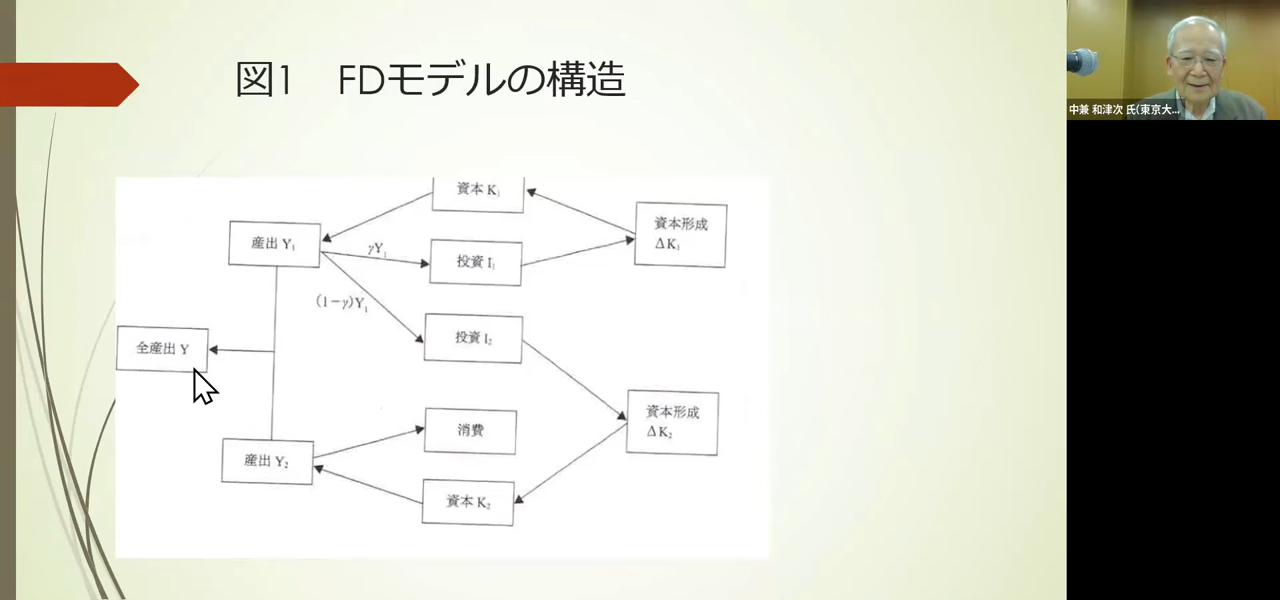 図1 FDモデルの構造
中兼 和津次 氏(東京大...
資本 K₁
産出 Y₁
資本形成
ΔK₁
γY₁
投資 I₁
(1−γ)Y₁
投資 I₂
全産出 Y
資本形成
ΔK₂
消費
産出 Y₂
資本 K₂